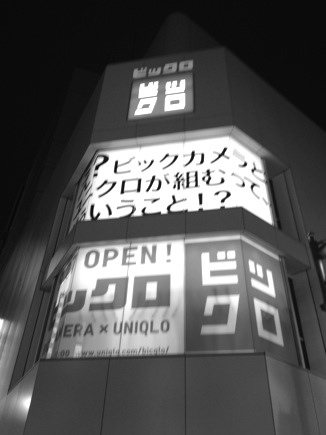 ビックロ
ビックロ
?ビックカメラと
ックロが組むって、
いうこと!?
OPEN!
ックロ
ERA × UNIQLO
www.uniqlo.com/bicqlo/
ビックロ